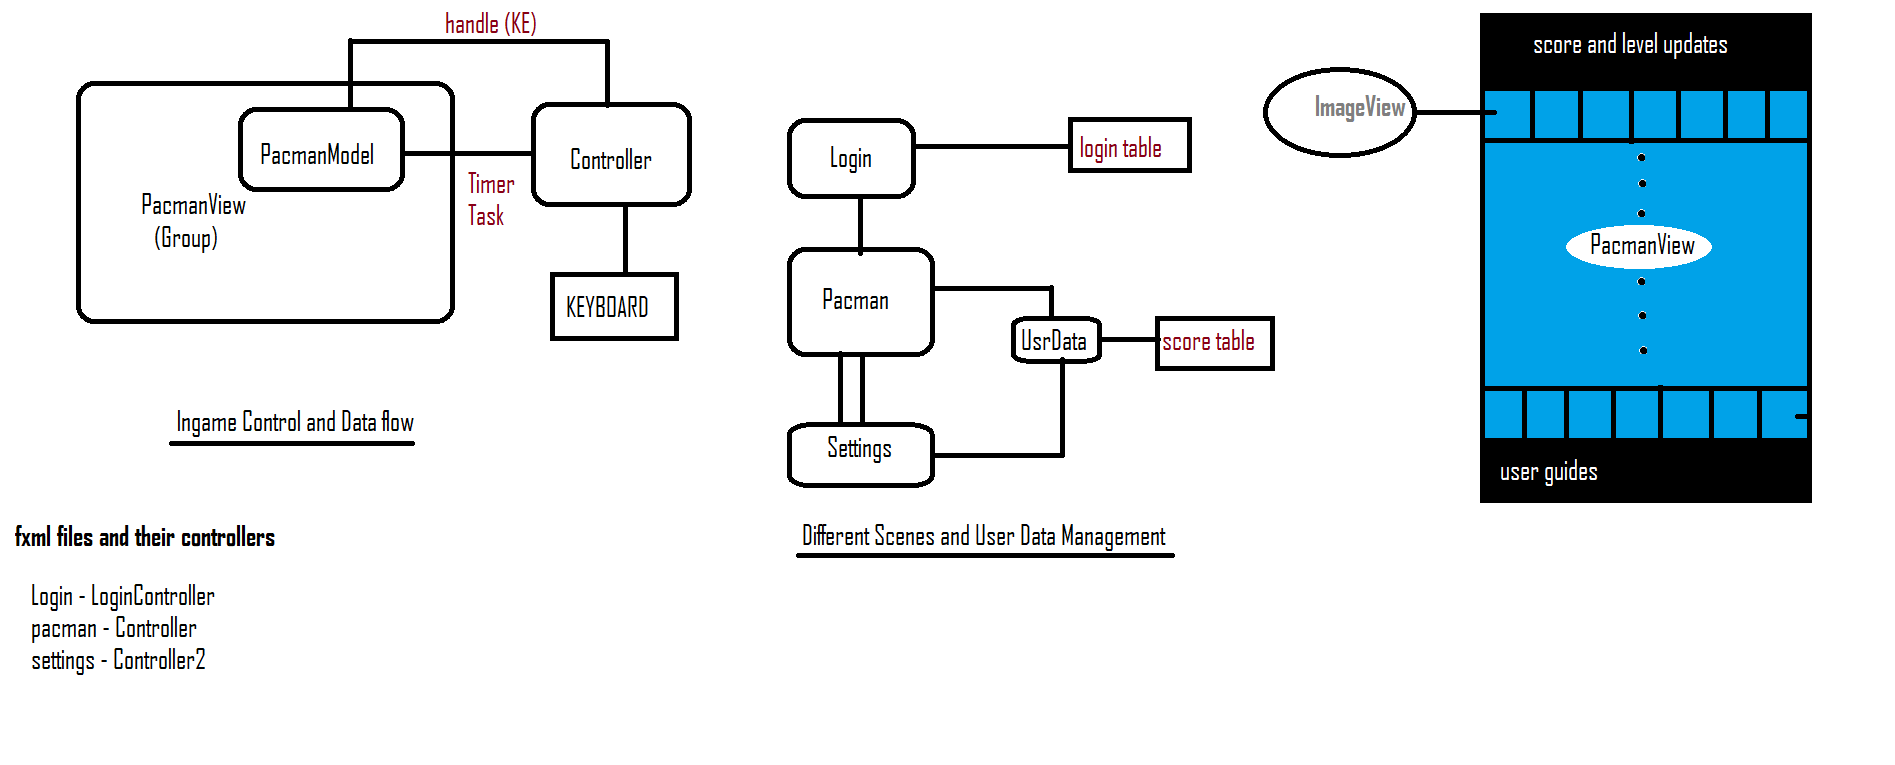 handle (KE)
PacmanModel
PacmanView
(Group)
Timer
Task
Controller
KEYBOARD
Ingame Control and Data flow
fxml files and their controllers
Login - LoginController
pacman - Controller
settings - Controller2
Login
login table
Pacman
UsrData
score table
Settings
Different Scenes and User Data Management
ImageView
score and level updates
PacmanView
user guides